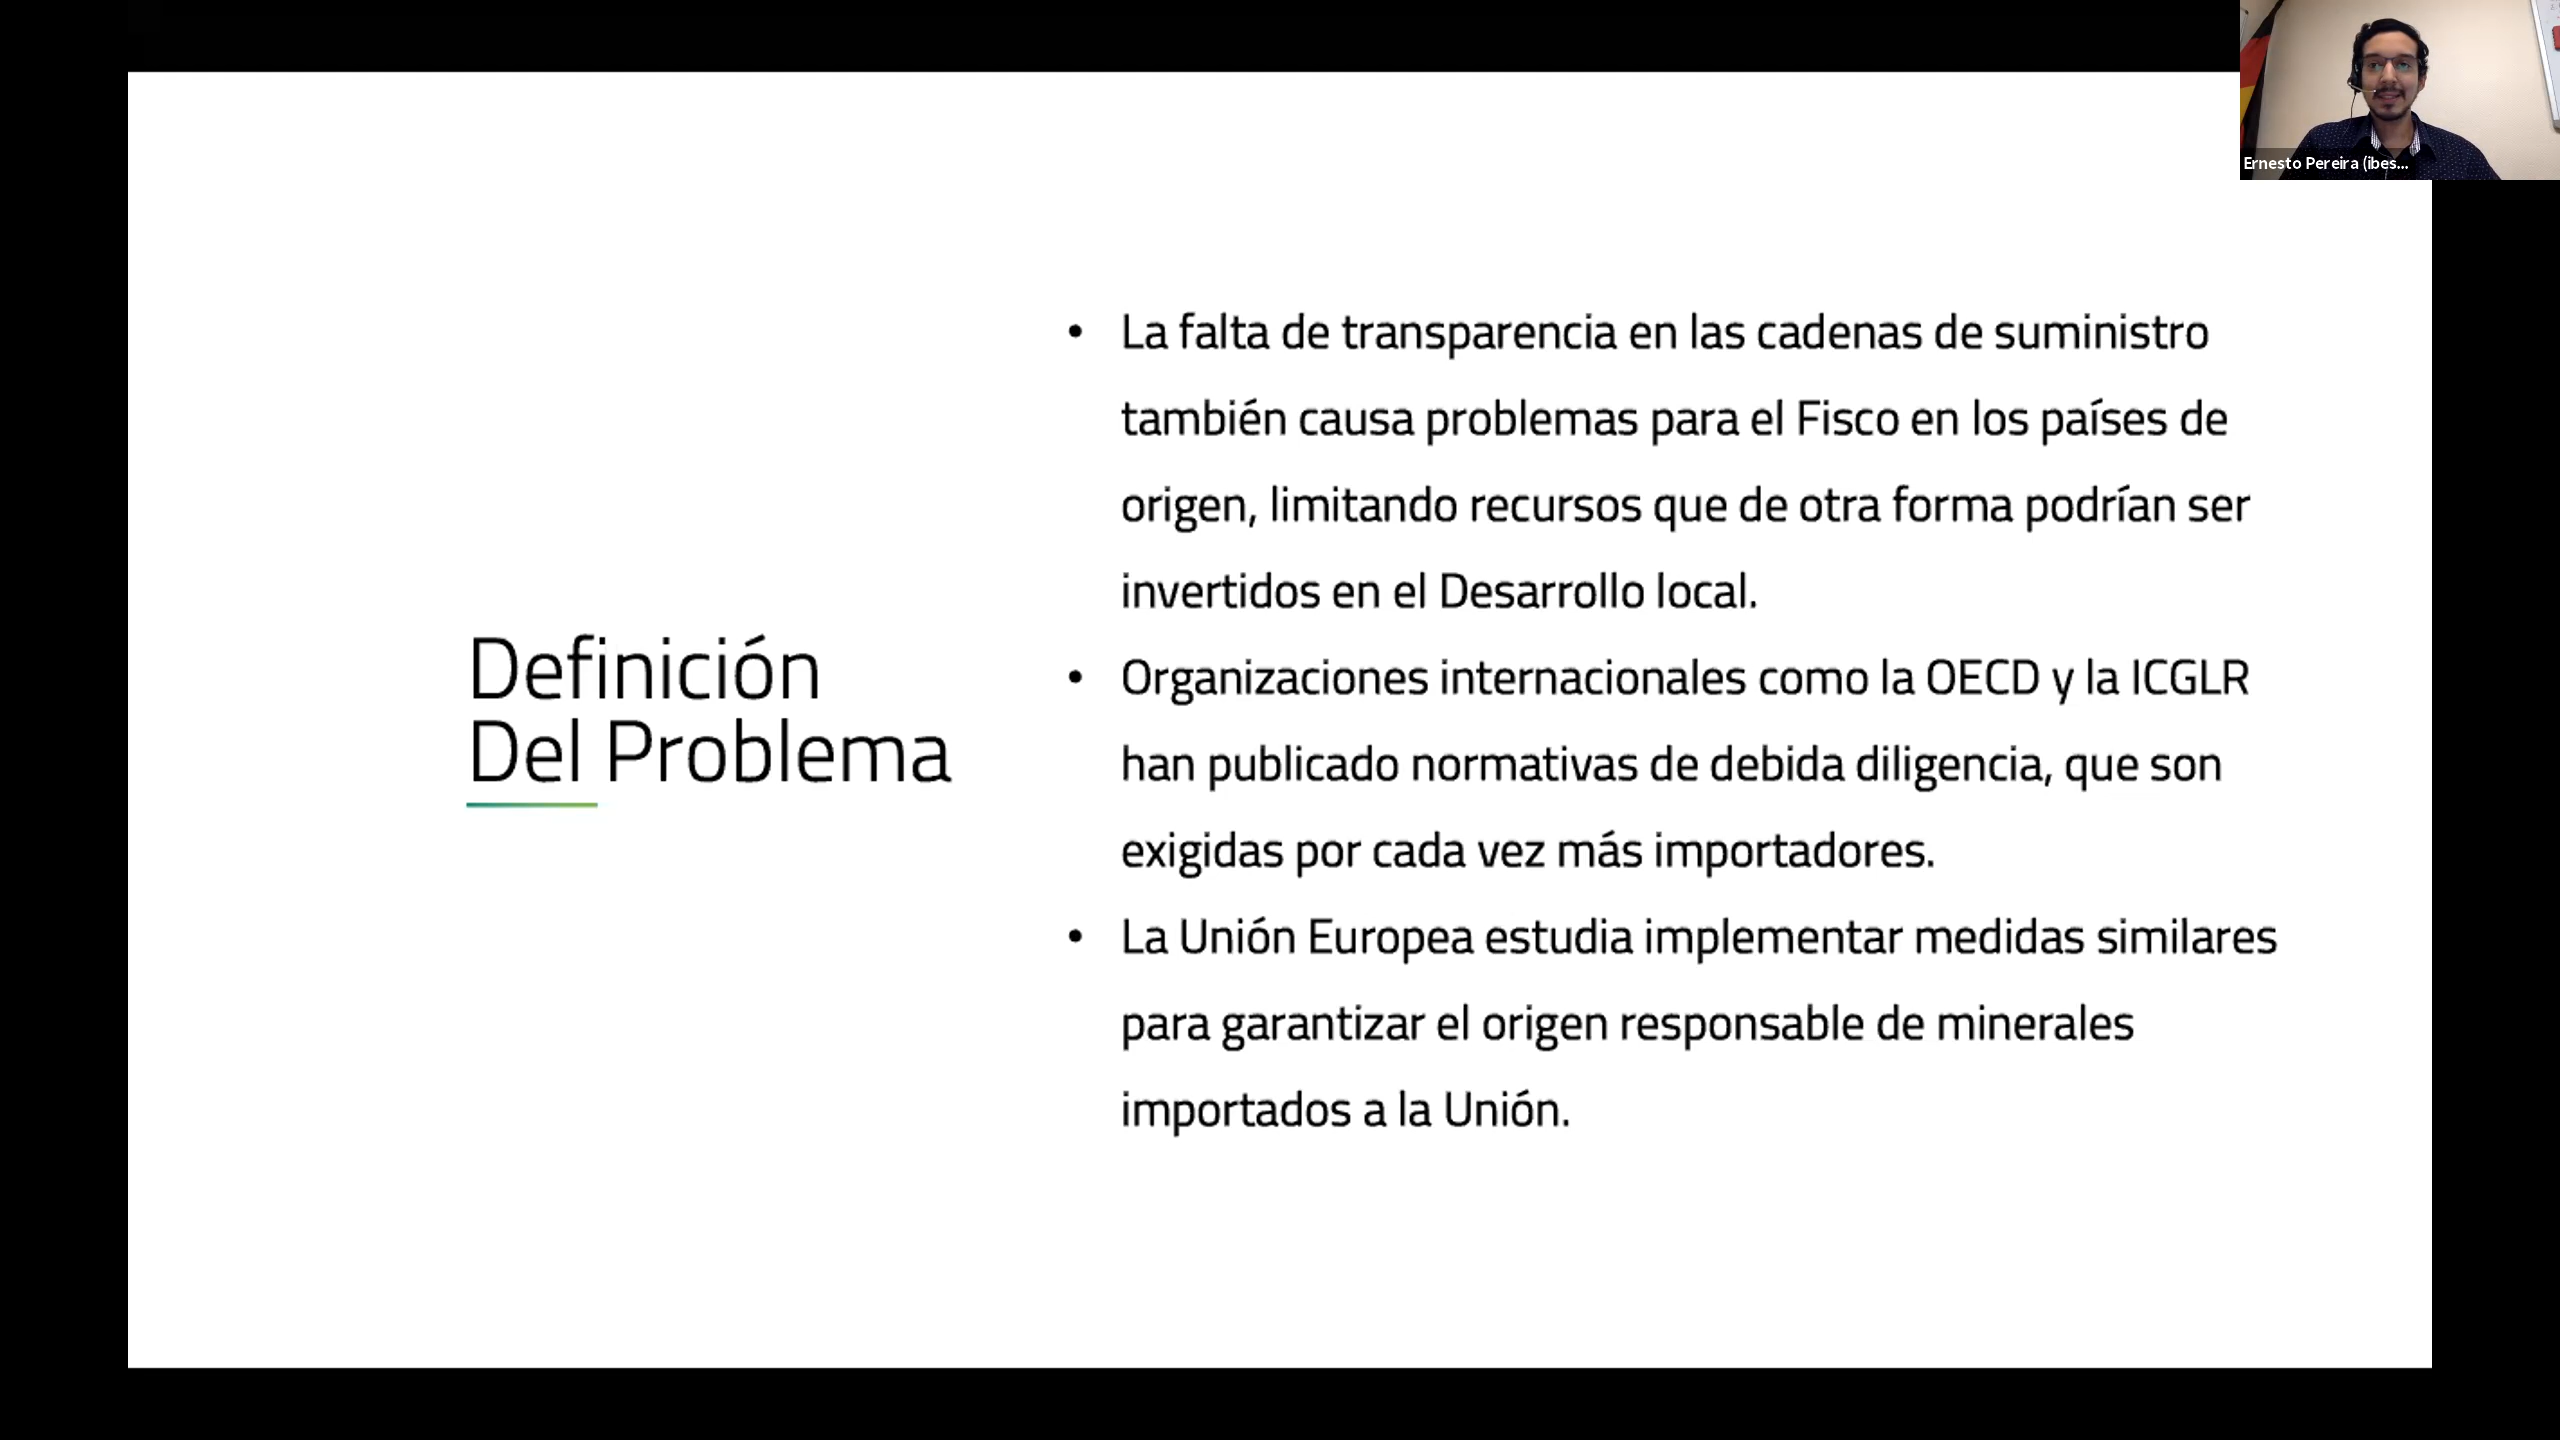 Ernesto Pereira (ibes...
Definición
Del Problema
• La falta de transparencia en las cadenas de suministro
también causa problemas para el Fisco en los países de
origen, limitando recursos que de otra forma podrían ser
invertidos en el Desarrollo local.
• Organizaciones internacionales como la OECD y la ICGLR
han publicado normativas de debida diligencia, que son
exigidas por cada vez más importadores.
• La Unión Europea estudia implementar medidas similares
para garantizar el origen responsable de minerales
importados a la Unión.